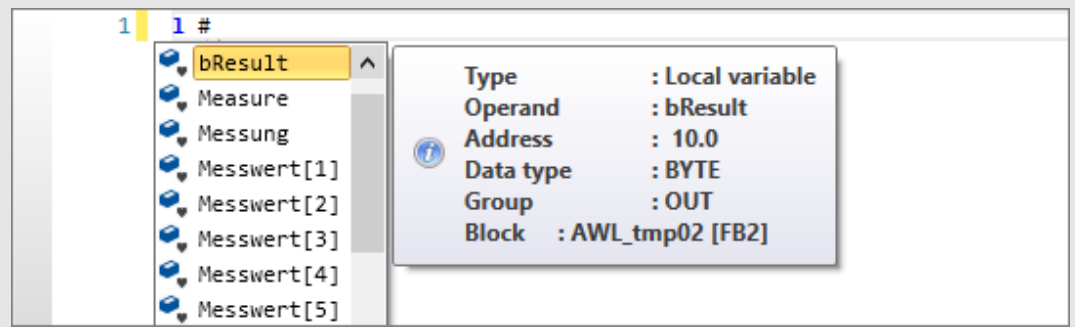 1 l #
bResult
Measure
Messung
Messwert[1]
Messwert[2]
Messwert[3]
Messwert[4]
Messwert[5]
Type : Local variable
Operand : bResult
Address : 10.0
Data type : BYTE
Group : OUT
Block : AWL_tmp02 [FB2]